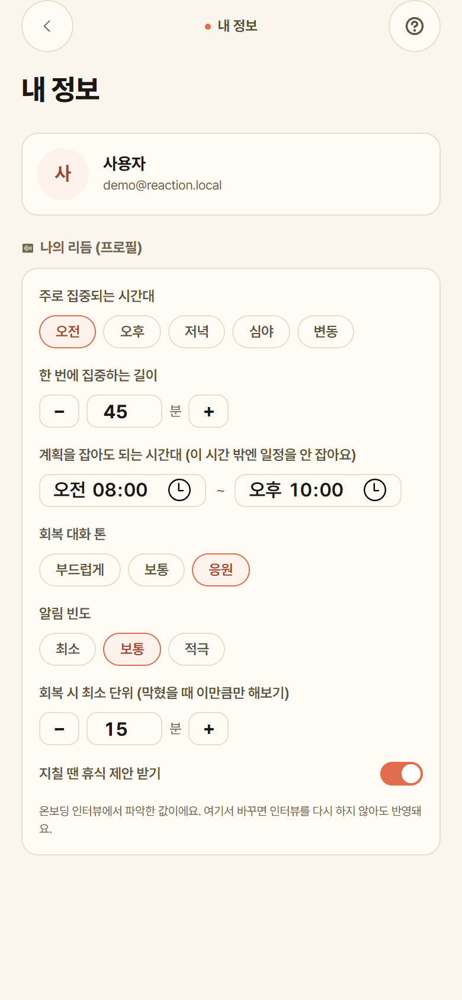 내 정보
내 정보
사
사용자
demo@reaction.local
나의 리듬 (프로필)
주로 집중되는 시간대
오전 오후 저녁 심야 변동
한 번에 집중하는 길이
− 45 분 +
계획을 잡아도 되는 시간대 (이 시간 밖엔 일정을 안 잡아요)
오전 08:00 ~ 오후 10:00
회복 대화 톤
부드럽게 보통 응원
알림 빈도
최소 보통 적극
회복 시 최소 단위 (막혔을 때 이만큼만 해보기)
− 15 분 +
지칠 땐 휴식 제안 받기
온보딩 인터뷰에서 파악한 값이에요. 여기서 바꾸면 인터뷰를 다시 하지 않아도 반영돼
요.